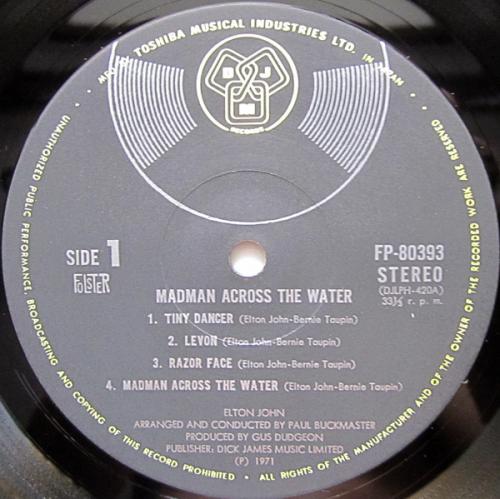 MFD. BY TOSHIBA MUSICAL INDUSTRIES LTD. IN JAPAN
DJM
RECORDS
SIDE 1
POLSTER
FP-80393
STEREO
(DJLPH-420A)
33⅓ r. p. m.
MADMAN ACROSS THE WATER
1. TINY DANCER (Elton John-Bernie Taupin)
2. LEVON (Elton John-Bernie Taupin)
3. RAZOR FACE (Elton John-Bernie Taupin)
4. MADMAN ACROSS THE WATER (Elton John-Bernie Taupin)
ELTON JOHN
ARRANGED AND CONDUCTED BY PAUL BUCKMASTER
PRODUCED BY GUS DUDGEON
PUBLISHER: DICK JAMES MUSIC LIMITED
(P) 1971
UNAUTHORIZED PUBLIC PERFORMANCE, BROADCASTING AND COPYING OF THIS RECORD PROHIBITED • ALL RIGHTS OF THE MANUFACTURER AND OF THE OWNER OF THE RECORDED WORK ARE RESERVED